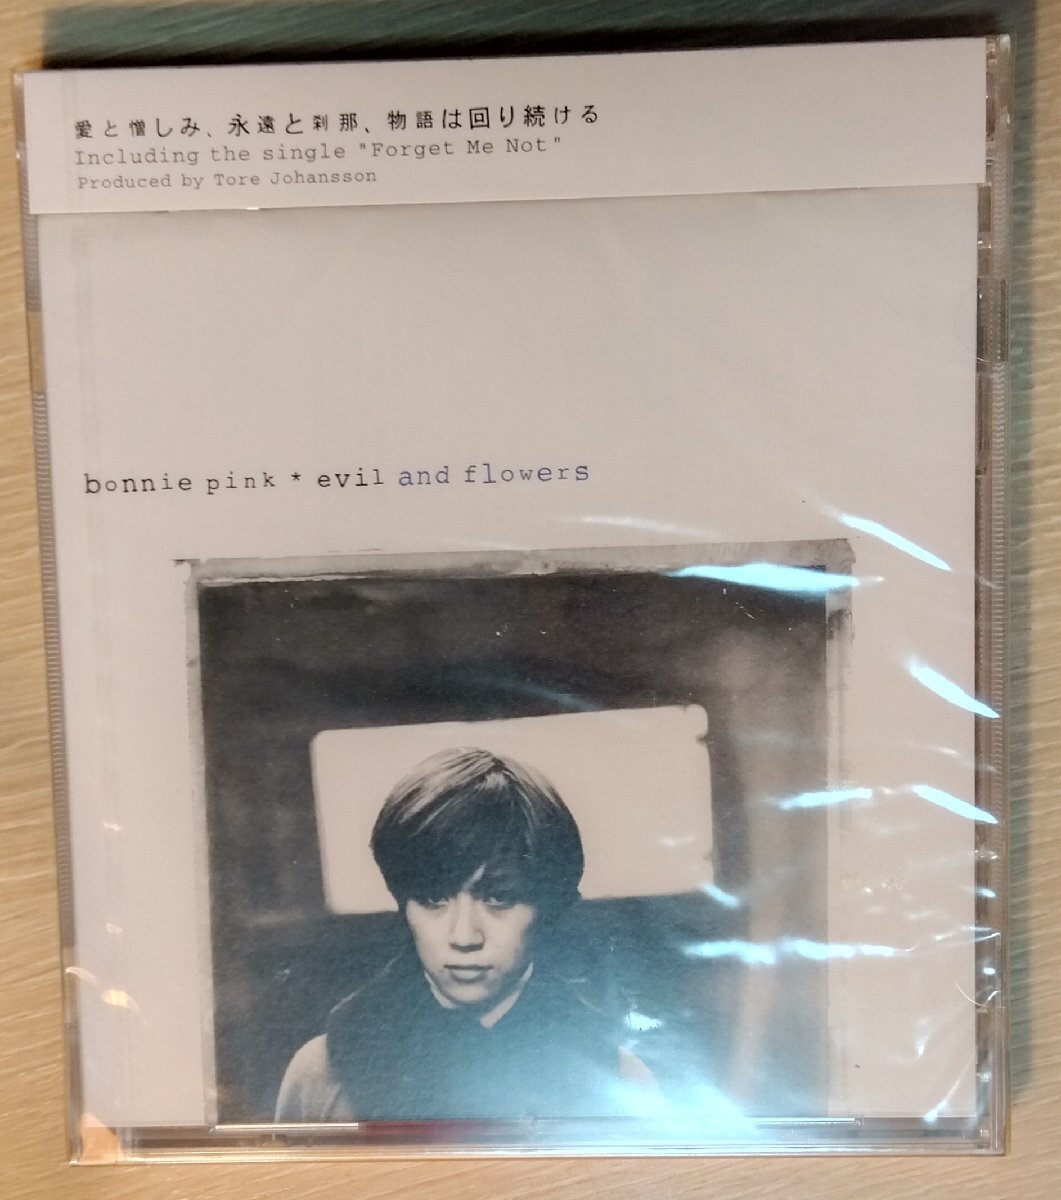 愛と憎しみ、永遠と刹那、物語は回り続ける
Including the single "Forget Me Not"
Produced by Tore Johansson
bonnie pink * evil and flowers